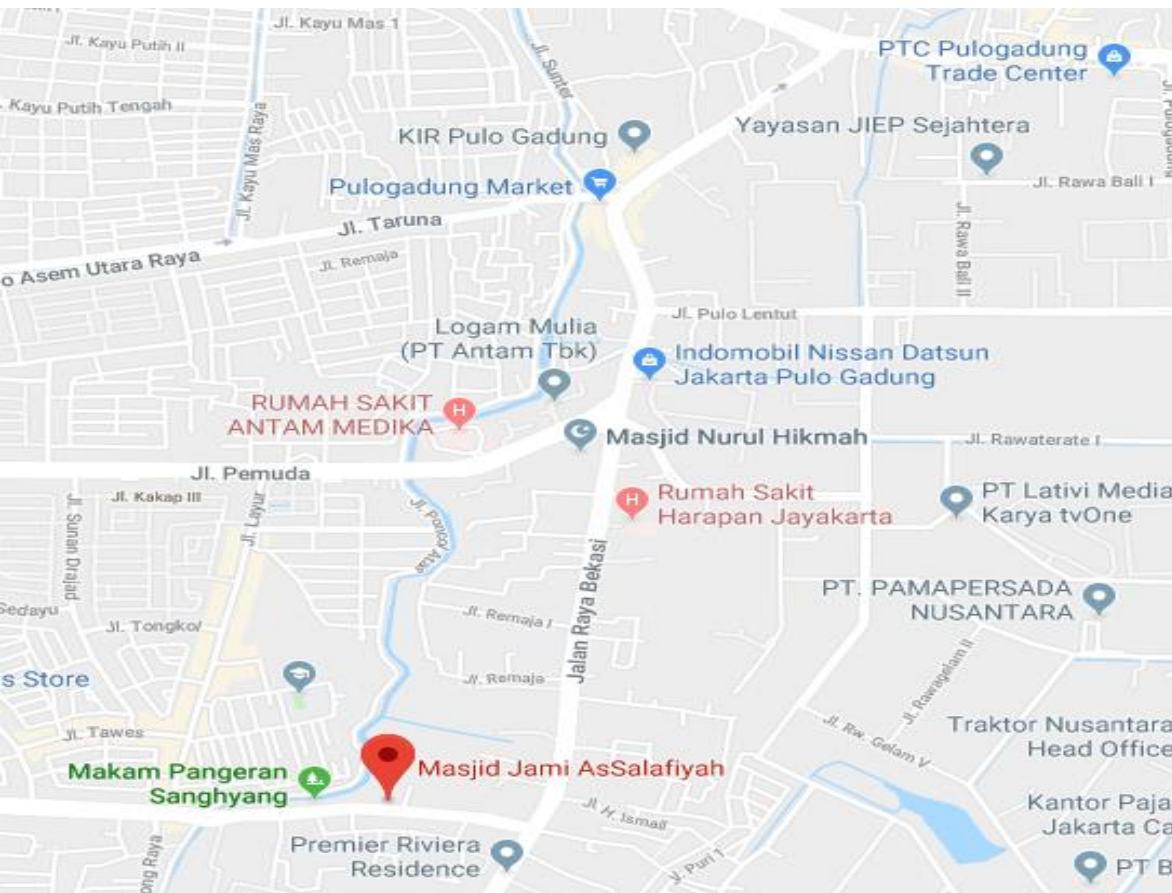 Jl. Kayu Mas 1
Jl. Kayu Putih II
Jl. Sunter
PTC Pulogadung
Trade Center
Kayu Putih Tengah
Jl. Kayu Mas Raya
KIR Pulo Gadung
Yayasan JIEP Sejahtera
Pulogadung Market
Jl. Rawa Bali I
Jl. Taruna
Jl. Rawa Bali II
o Asem Utara Raya
Jl. Remaja
Jl. Pulo Lentut
Logam Mulia
(PT Antam Tbk)
Indomobil Nissan Datsun
Jakarta Pulo Gadung
RUMAH SAKIT
ANTAM MEDIKA
Masjid Nurul Hikmah
Jl. Rawaterate I
Jl. Pemuda
Jl. Kakap III
Jl. Layur
Jl. Sunan Drajad
Rumah Sakit
Harapan Jayakarta
PT Lativi Media
Karya tvOne
Jl. Poncol Atas
Jalan Raya Bekasi
PT. PAMAPERSADA
NUSANTARA
Sedayu
Jl. Tongkol
Jl. Remaja I
Jl. Rawagelam II
s Store
Jl. Remaja
Jl. Tawes
Jl. Rw. Gelam V
Traktor Nusantara
Head Office
Makam Pangeran
Sanghyang
Masjid Jami AsSalafiyah
Jl. H. Ismail
Kantor Paja
Jakarta Ca
Premier Riviera
Residence
Jl. Puri 1
ong Raya
PT B